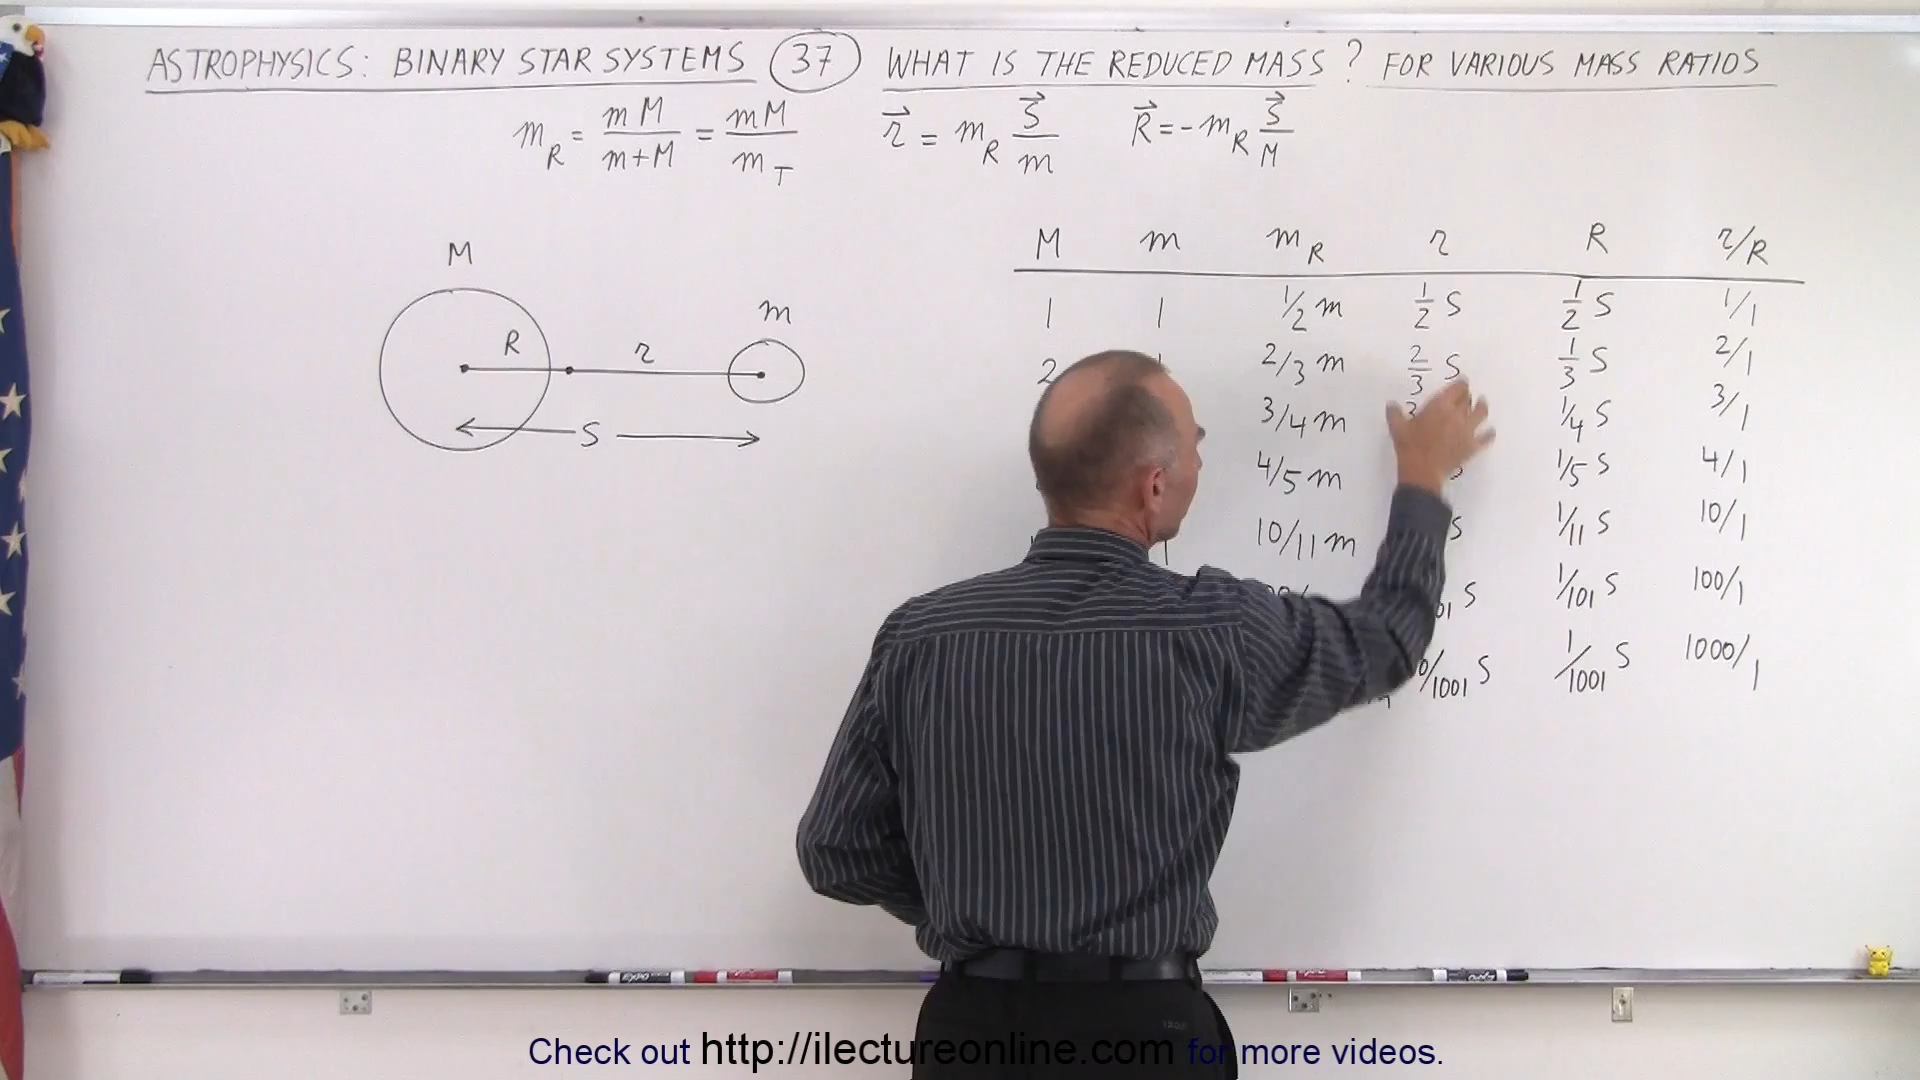 ASTROPHYSICS: BINARY STAR SYSTEMS 37 WHAT IS THE REDUCED MASS? FOR VARIOUS MASS RATIOS
m_R = mM/(m+M) = mM/m_T r⃗ = m_R S⃗/m R⃗ = -m_R S⃗/M
M
m
R r
S
M m m_R r R r/R
1 1 1/2 m 1/2 S 1/2 S 1/1
2 2/3 m 2/3 S 1/3 S 2/1
3/4 m 1/4 S 3/1
4/5 m 1/5 S 4/1
10/11 m S 1/11 S 10/1
S 1/101 S 100/1
/1001 S 1/1001 S 1000/1
EXPO
Check out http://ilectureonline.com for more videos.